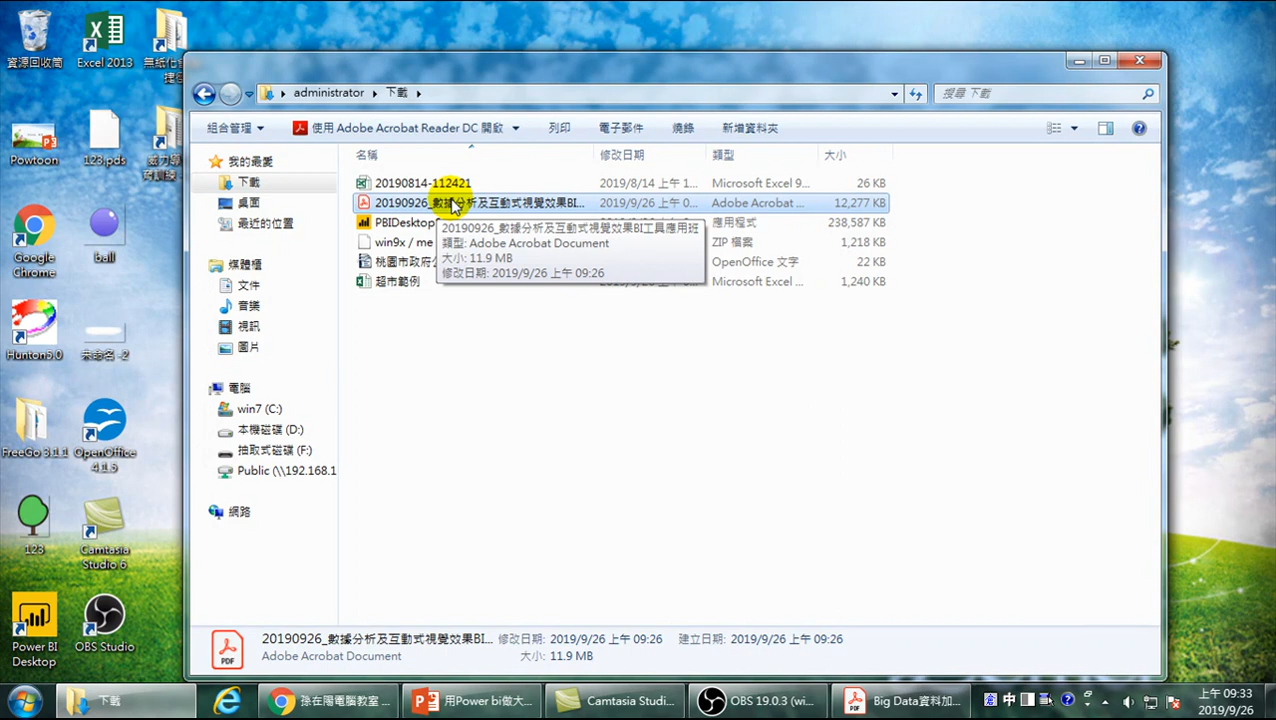 資源回收筒
Excel 2013
無紙化會
捷徑
Powtoon
123.jpds
威力導
Google
Chrome
ball
Hunton5.0
未命名 -2
FreeGo 3.1.1
OpenOffice
4.1.5
123
Camtasia
Studio 6
Power BI
Desktop
OBS Studio
administrator
下載
搜尋 下載
組合管理
使用 Adobe Acrobat Reader DC 開啟
列印
電子郵件
燒錄
新增資料夾
名稱
修改日期
類型
大小
我的最愛
下載
桌面
最近的位置
媒體櫃
文件
音樂
視訊
圖片
電腦
win7 (C:)
本機磁碟 (D:)
抽取式磁碟 (F:)
Public (\\192.168.1
網路
20190814-112421 2019/8/14 上午 1... Microsoft Excel 9... 26 KB
20190926_數據分析及互動式視覺效果BI... 2019/9/26 上午 0... Adobe Acrobat ... 12,277 KB
PBIDesktop 應用程式 238,587 KB
win9x / me ZIP 檔案 1,218 KB
桃園市政府 OpenOffice 文字 22 KB
超市範例 Microsoft Excel ... 1,240 KB
20190926_數據分析及互動式視覺效果BI工具應用班
類型: Adobe Acrobat Document
大小: 11.9 MB
修改日期: 2019/9/26 上午 09:26
20190926_數據分析及互動式視覺效果BI... 修改日期: 2019/9/26 上午 09:26 建立日期: 2019/9/26 上午 09:26
Adobe Acrobat Document 大小: 11.9 MB
PDF
下載
孫在陽電腦教室 ...
用Power bi做大...
Camtasia Studi...
OBS 19.0.3 (wi...
Big Data資料加...
中
上午 09:33
2019/9/26